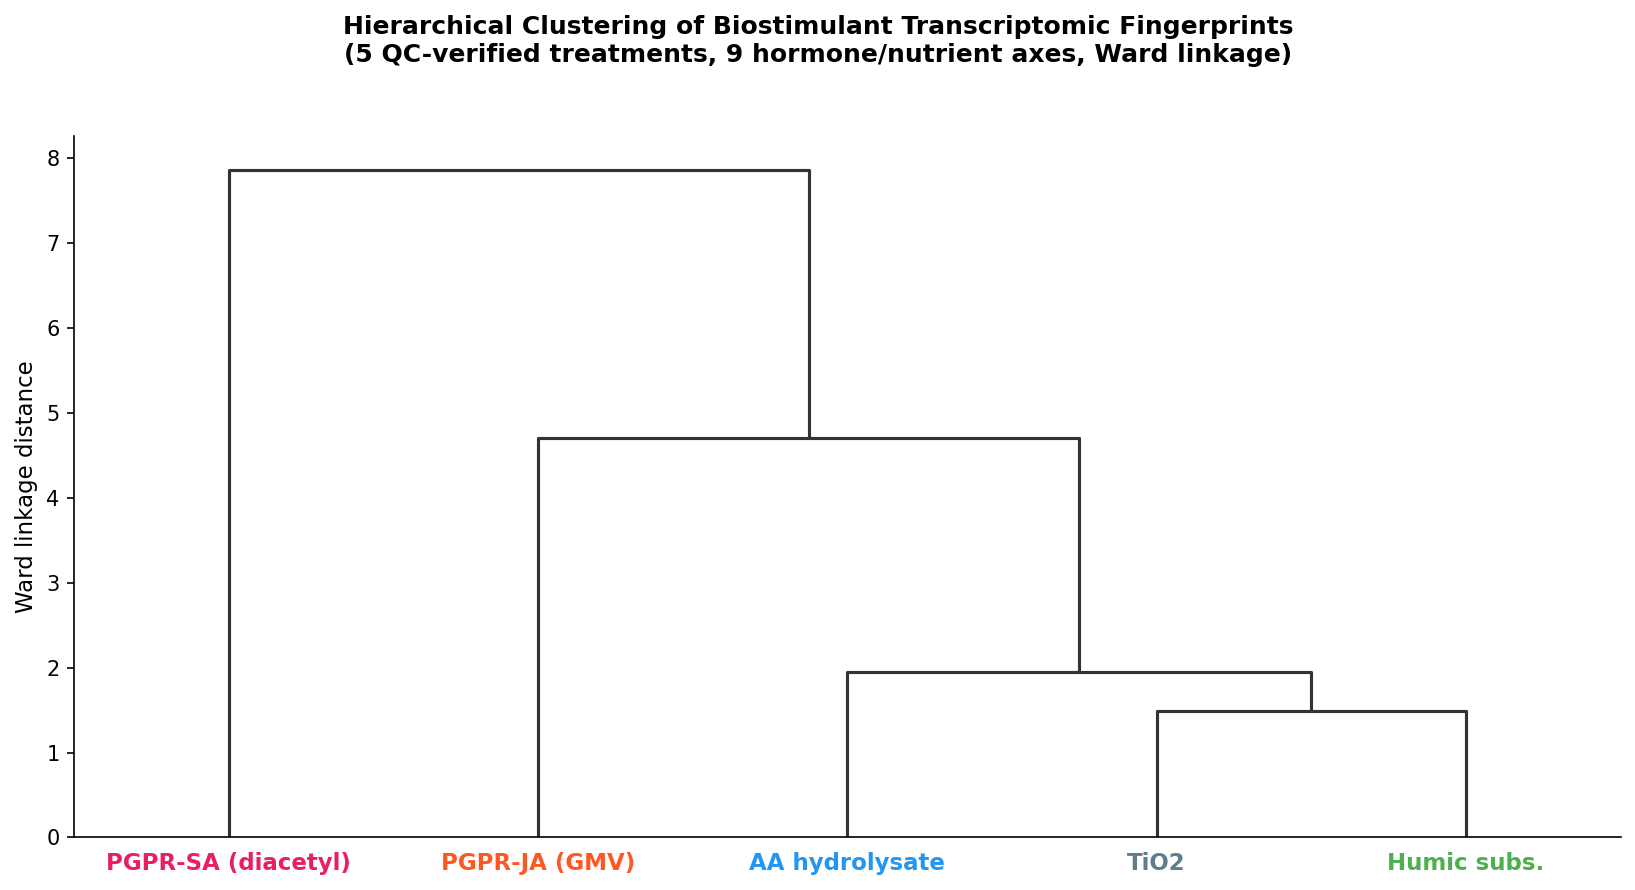 Hierarchical Clustering of Biostimulant Transcriptomic Fingerprints
(5 QC-verified treatments, 9 hormone/nutrient axes, Ward linkage)
Ward linkage distance
8
7
6
5
4
3
2
1
0
PGPR-SA (diacetyl)
PGPR-JA (GMV)
AA hydrolysate
TiO2
Humic subs.